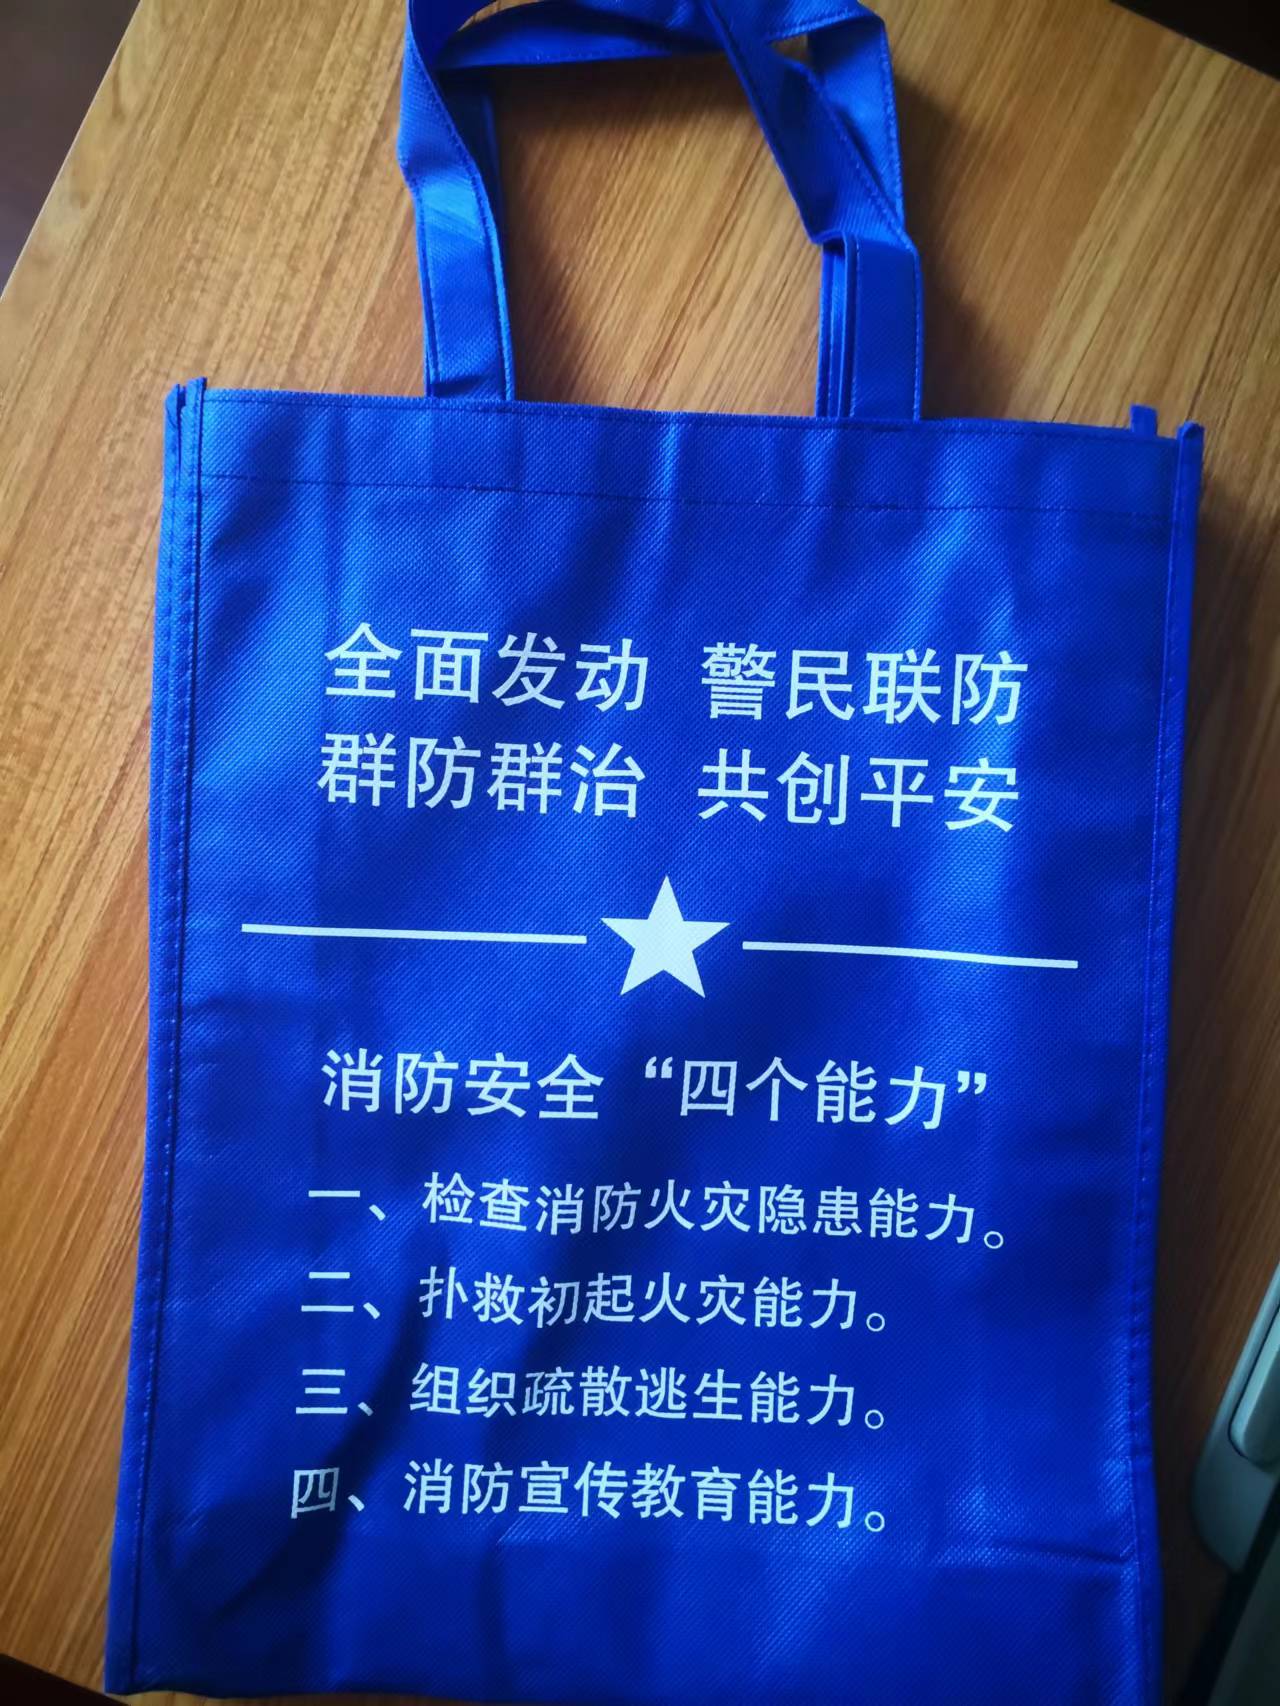 全面发动 警民联防
群防群治 共创平安
消防安全“四个能力”
一、检查消防火灾隐患能力。
二、扑救初起火灾能力。
三、组织疏散逃生能力。
四、消防宣传教育能力。